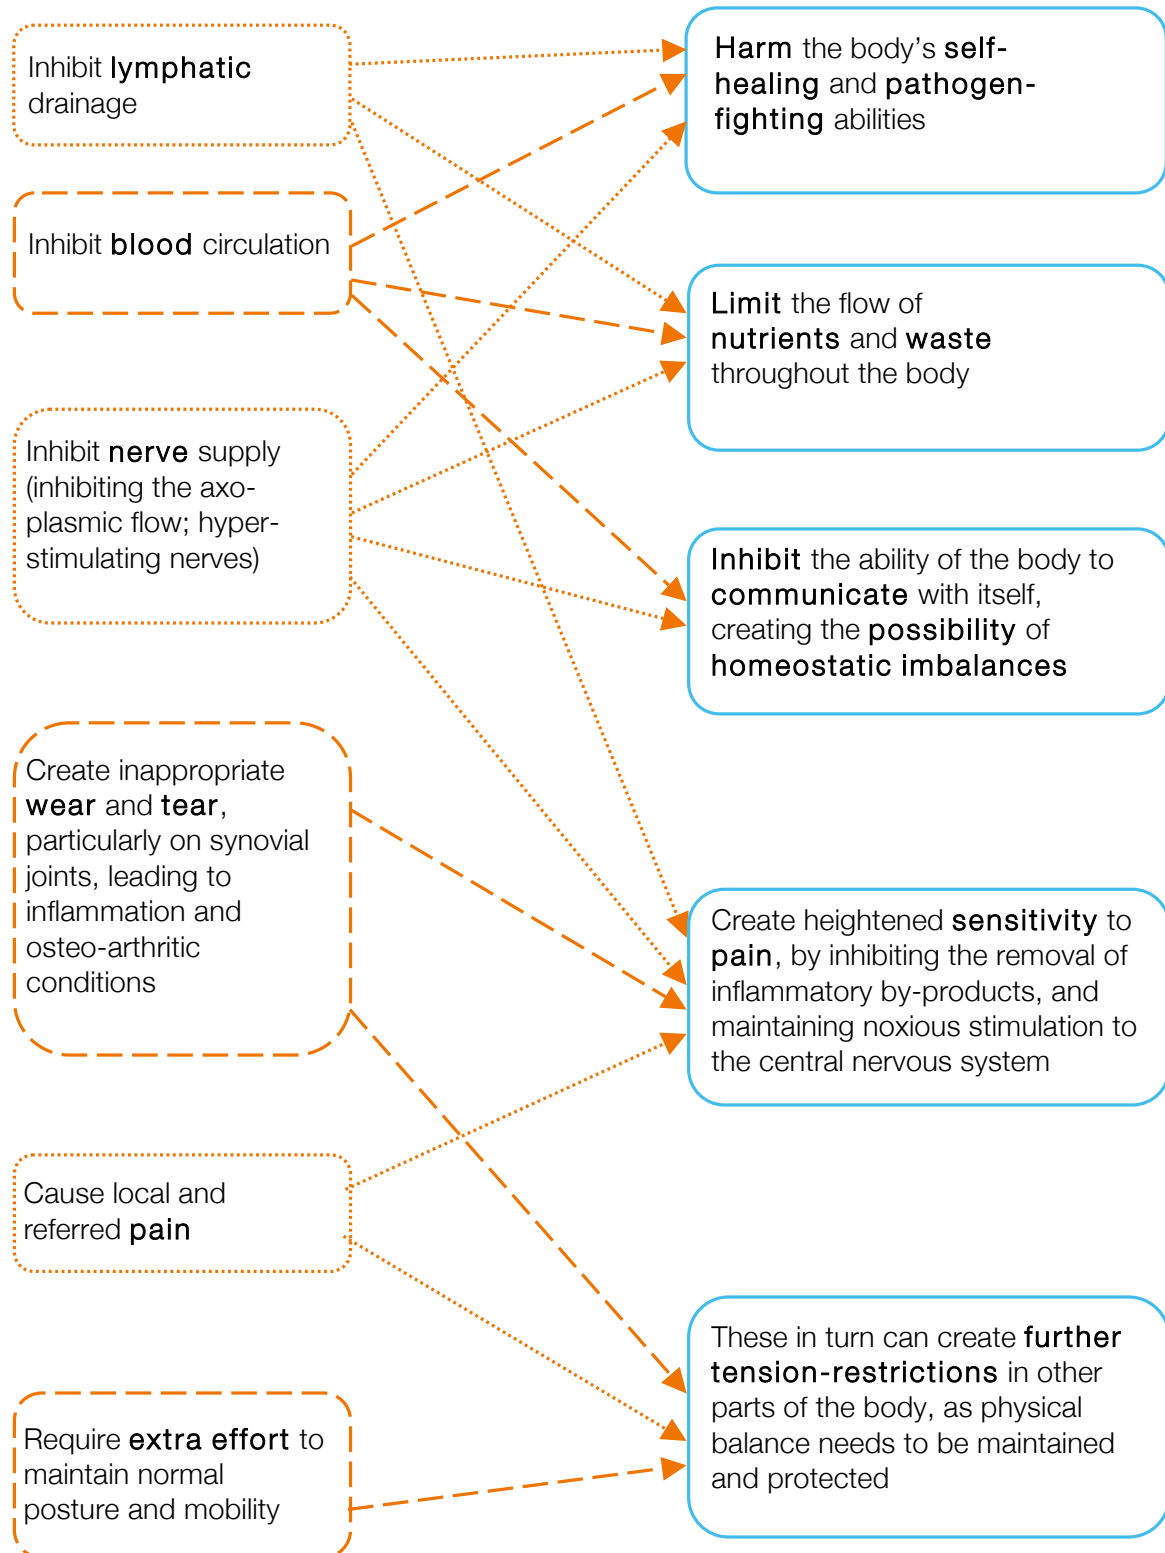 Inhibit lymphatic
drainage
Inhibit blood circulation
Inhibit nerve supply
(inhibiting the axo-
plasmic flow; hyper-
stimulating nerves)
Create inappropriate
wear and tear,
particularly on synovial
joints, leading to
inflammation and
osteo-arthritic
conditions
Cause local and
referred pain
Require extra effort to
maintain normal
posture and mobility
Harm the body’s self-
healing and pathogen-
fighting abilities
Limit the flow of
nutrients and waste
throughout the body
Inhibit the ability of the body to
communicate with itself,
creating the possibility of
homeostatic imbalances
Create heightened sensitivity to
pain, by inhibiting the removal of
inflammatory by-products, and
maintaining noxious stimulation to
the central nervous system
These in turn can create further
tension-restrictions in other
parts of the body, as physical
balance needs to be maintained
and protected